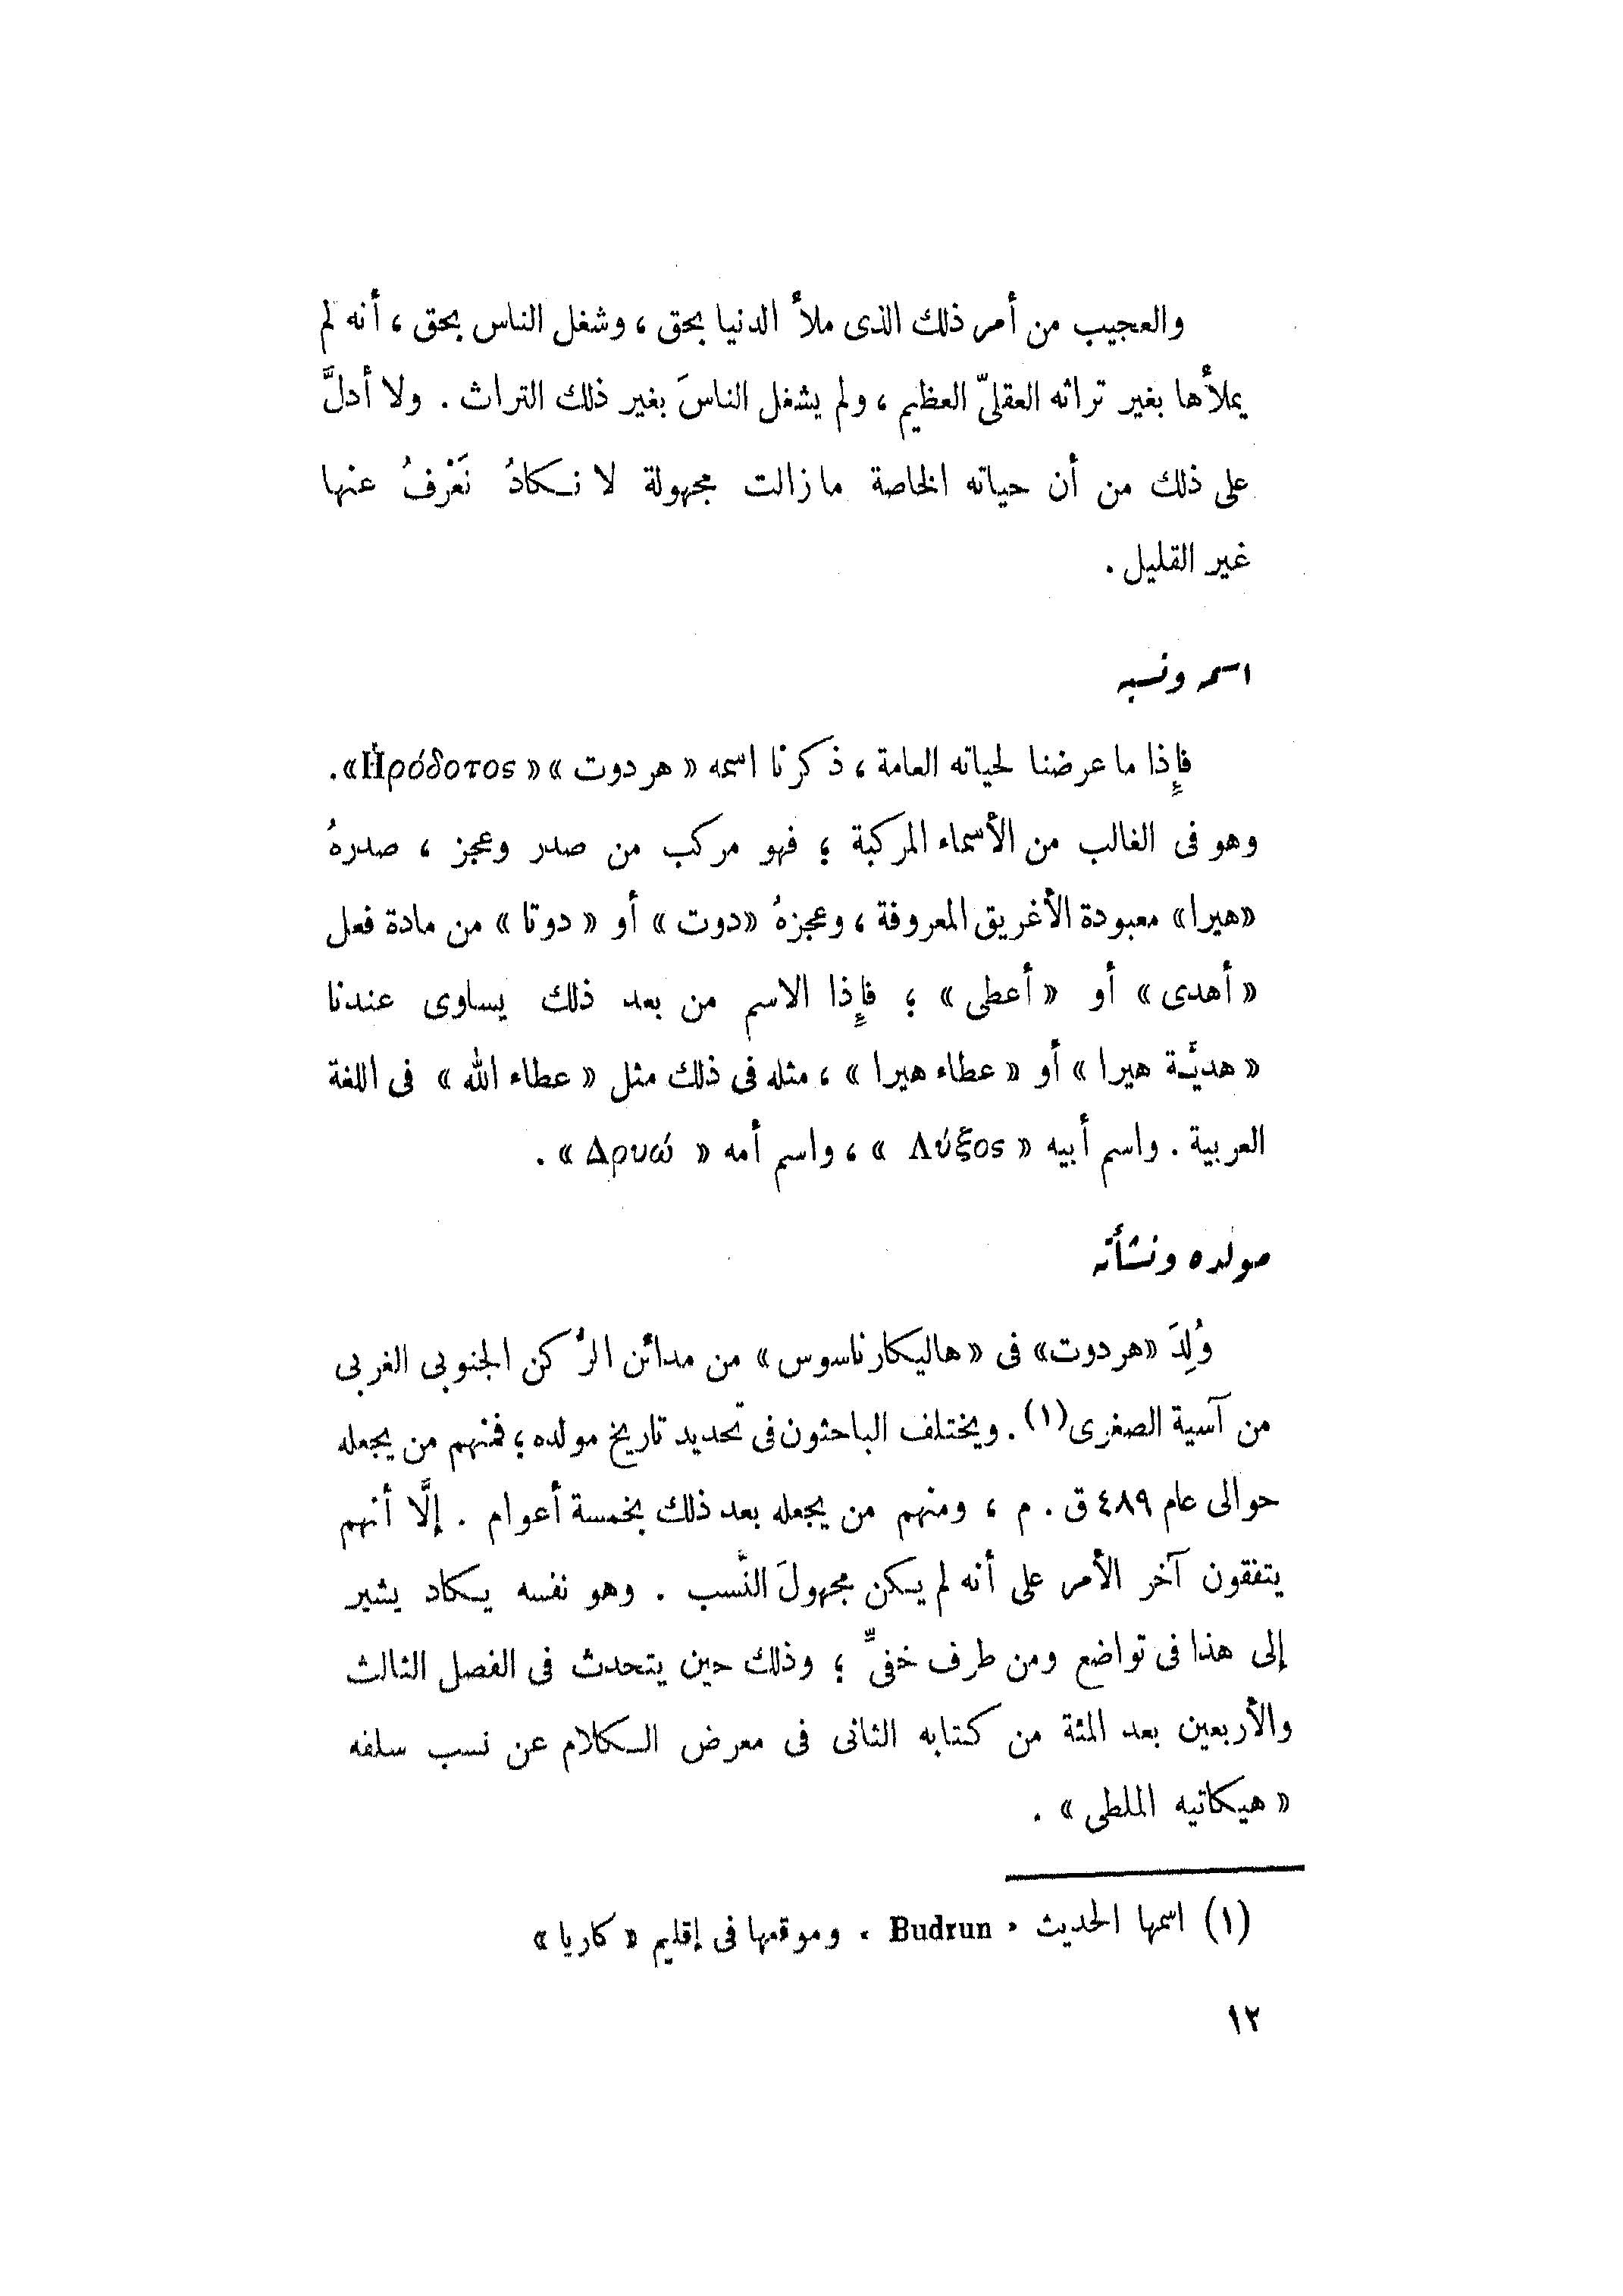 والعجيب من أمر ذلك الذى ملأ الدنيا بحق ، وشغل الناس بحق ، أنه لم
يملأها بغير تراثه العقلىّ العظيم ، ولم يشغل الناسَ بغير ذلك التراث . ولا أدلَّ
على ذلك من أن حياته الخاصة ما زالت مجهولة لا نكادُ نَعْرفُ عنها
غير القليل .
اسمه ونسبه
فإذا ما عرضنا لحياته العامة ، ذكرنا اسمه « هردوت » « Ηρόδοτος» .
وهو فى الغالب من الأسماء المركبة ؛ فهو مركب من صدر وعجز ، صدرهُ
«هيرا» معبودة الأغريق المعروفة ، وعجزهُ «دوت » أو « دوتا » من مادة فعل
« أهدى » أو « أعطى » ؛ فإذا الاسم من بعد ذلك يساوى عندنا
« هديَّة هيرا » أو « عطاء هيرا » ، مثله فى ذلك مثل « عطاء الله » فى اللغة
العربية . واسم أبيه « Λύξος » ، واسم أمه « Δρυώ » .
مولده ونشأته
وُلِدَ «هردوت» فى « هاليكارناسوس» من مدائن الرُّكن الجنوبى الغربى
من آسية الصغرى(١) . ويختلف الباحثون فى تحديد تاريخ مولده ؛ فمنهم من يجعله
حوالى عام ٤٨٩ ق . م ، ومنهم من يجعله بعد ذلك بخمسة أعوام . إلَّا أنهم
يتفقون آخر الأمر على أنه لم يكن مجهولَ النَّسب . وهو نفسه يكاد يشير
إلى هذا فى تواضع ومن طرف خفىٍّ ؛ وذلك حين يتحدث فى الفصل الثالث
والأربعين بعد المئة من كتابه الثانى فى معرض الكلام عن نسب سلفه
« هيكاتيه الملطى » .
(١) اسمها الحديث « Budrun » وموقعها فى إقليم « كاريا »
١٢